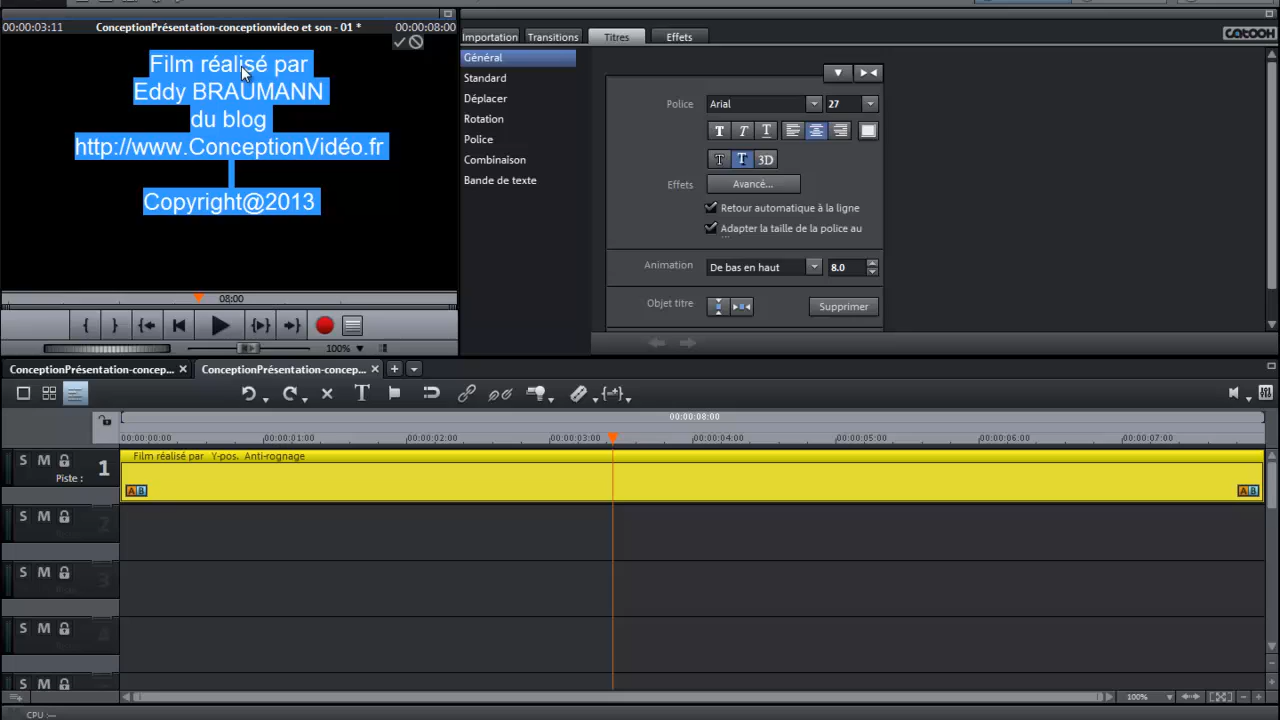 00:00:03:11
ConceptionPrésentation-conceptionvideo et son - 01 *
00:00:08:00
Film réalisé par
Eddy BRAUMANN
du blog
http://www.ConceptionVidéo.fr
Copyright@2013
08:00
100%
Importation
Transitions
Titres
Effets
CATOOH
Général
Standard
Déplacer
Rotation
Police
Combinaison
Bande de texte
Police
Arial
27
T T T
T T 3D
Effets
Avancé...
Retour automatique à la ligne
Adapter la taille de la police au
Animation
De bas en haut
8.0
Objet titre
Supprimer
ConceptionPrésentation-concep...
ConceptionPrésentation-concep...
T
00:00:08:00
00:00:00:00
00:00:01:00
00:00:02:00
00:00:03:00
00:00:04:00
00:00:05:00
00:00:06:00
00:00:07:00
S M
Piste :
1
Film réalisé par Y-pos. Anti-rognage
A B
A B
S M
2
S M
3
S M
4
S M
100%
CPU :---